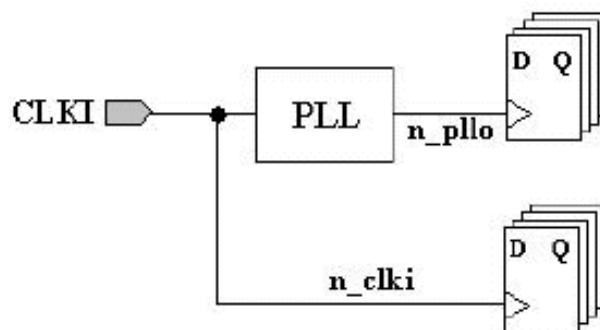 D Q
CLKI
PLL
n_pllo
D Q
n_clki